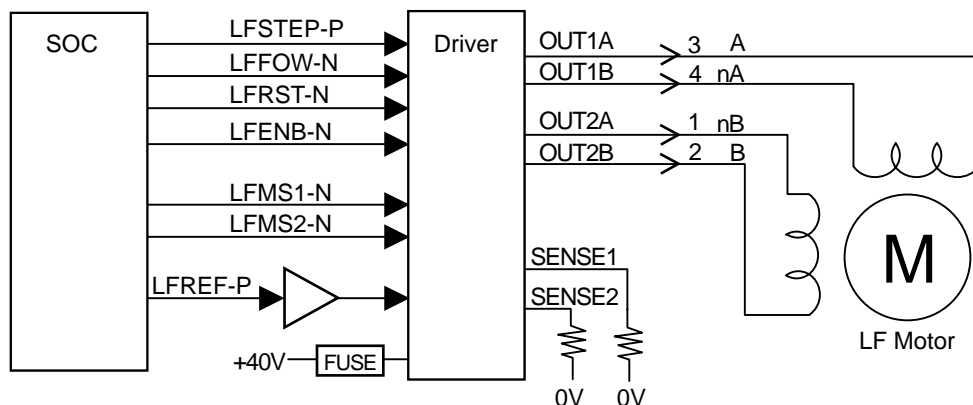 SOC
LFSTEP-P
LFFOW-N
LFRST-N
LFENB-N
LFMS1-N
LFMS2-N
LFREF-P
+40V
FUSE
Driver
OUT1A 3 A
OUT1B 4 nA
OUT2A 1 nB
OUT2B 2 B
SENSE1
SENSE2
0V 0V
M
LF Motor